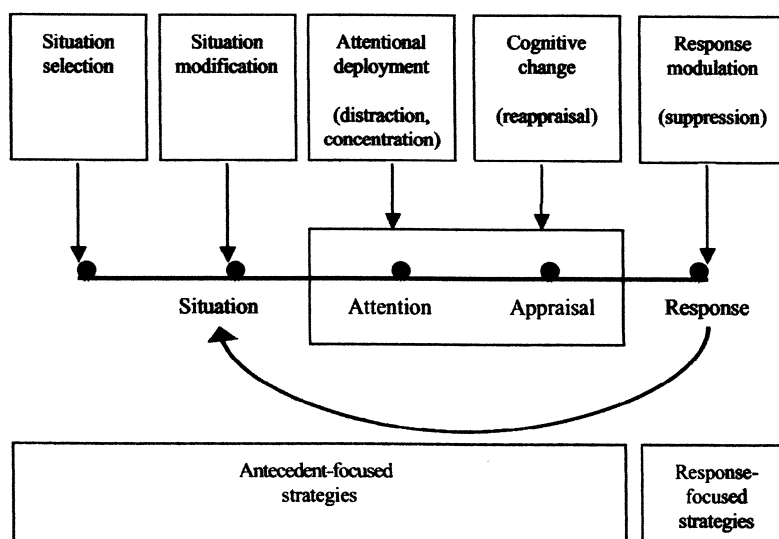 Situation
selection
Situation
modification
Attentional
deployment
(distraction,
concentration)
Cognitive
change
(reappraisal)
Response
modulation
(suppression)
Situation
Attention
Appraisal
Response
Antecedent-focused
strategies
Response-
focused
strategies